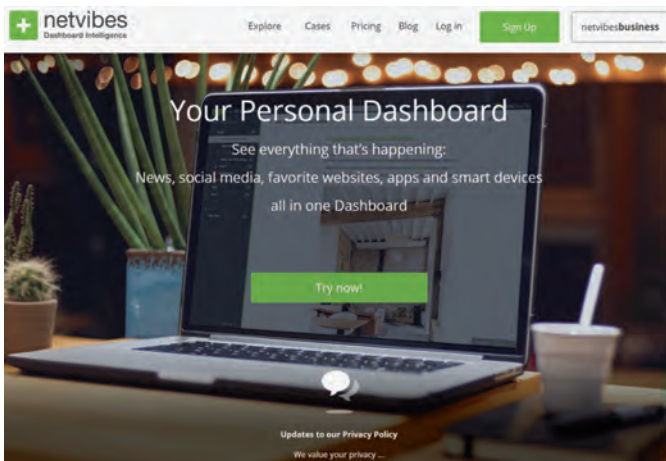 netvibes
Dashboard Intelligence
Explore Cases Pricing Blog Log in Sign Up netvibesbusiness
Your Personal Dashboard
See everything that's happening:
News, social media, favorite websites, apps and smart devices
all in one Dashboard
Try now!
Updates to our Privacy Policy
We value your privacy ...